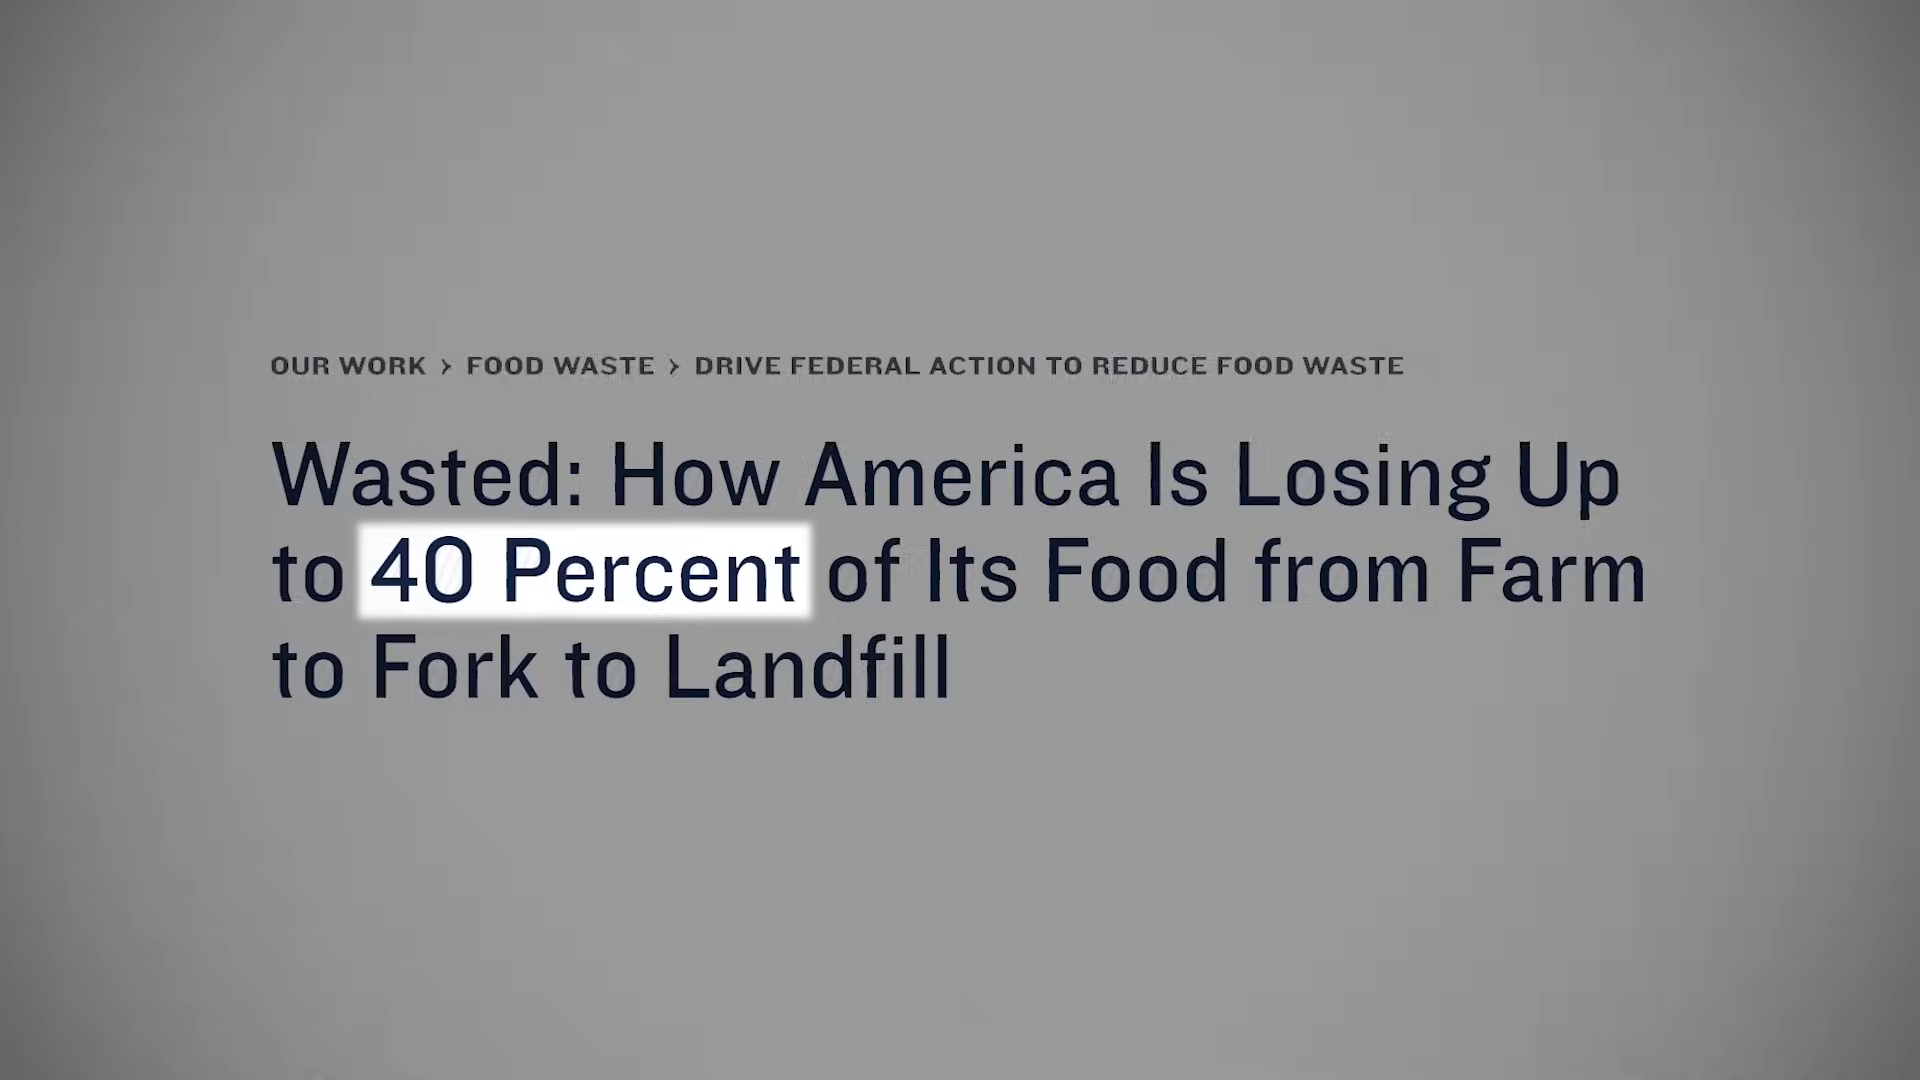 OUR WORK › FOOD WASTE › DRIVE FEDERAL ACTION TO REDUCE FOOD WASTE
Wasted: How America Is Losing Up
to 40 Percent of Its Food from Farm
to Fork to Landfill